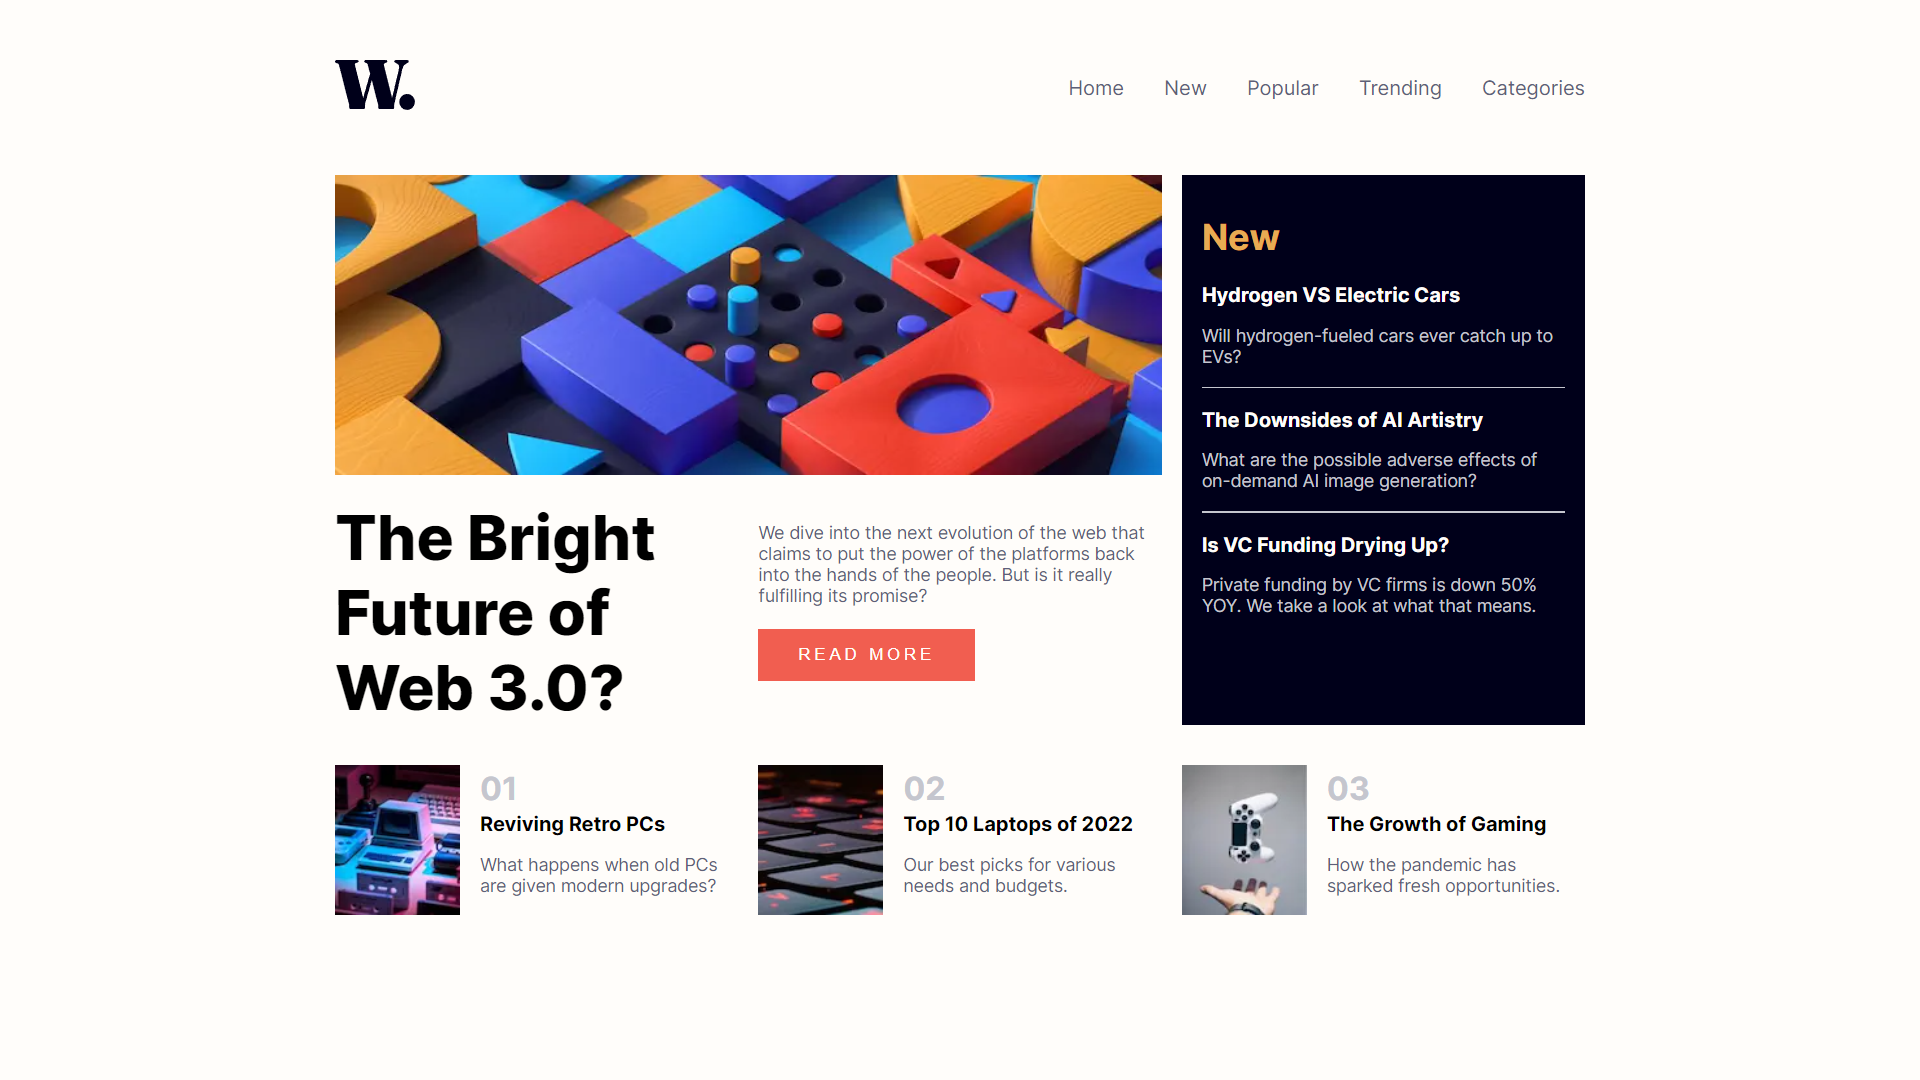 W.
Home New Popular Trending Categories
New
Hydrogen VS Electric Cars
Will hydrogen-fueled cars ever catch up to
EVs?
The Downsides of AI Artistry
What are the possible adverse effects of
on-demand AI image generation?
Is VC Funding Drying Up?
Private funding by VC firms is down 50%
YOY. We take a look at what that means.
The Bright
Future of
Web 3.0?
We dive into the next evolution of the web that
claims to put the power of the platforms back
into the hands of the people. But is it really
fulfilling its promise?
READ MORE
01
Reviving Retro PCs
What happens when old PCs
are given modern upgrades?
02
Top 10 Laptops of 2022
Our best picks for various
needs and budgets.
03
The Growth of Gaming
How the pandemic has
sparked fresh opportunities.